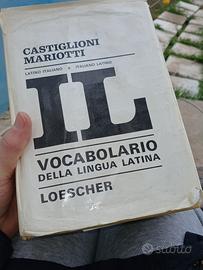 CASTIGLIONI
MARIOTTI
LATINO ITALIANO • ITALIANO LATINO
IL
VOCABOLARIO
DELLA LINGUA LATINA
LOESCHER
subito